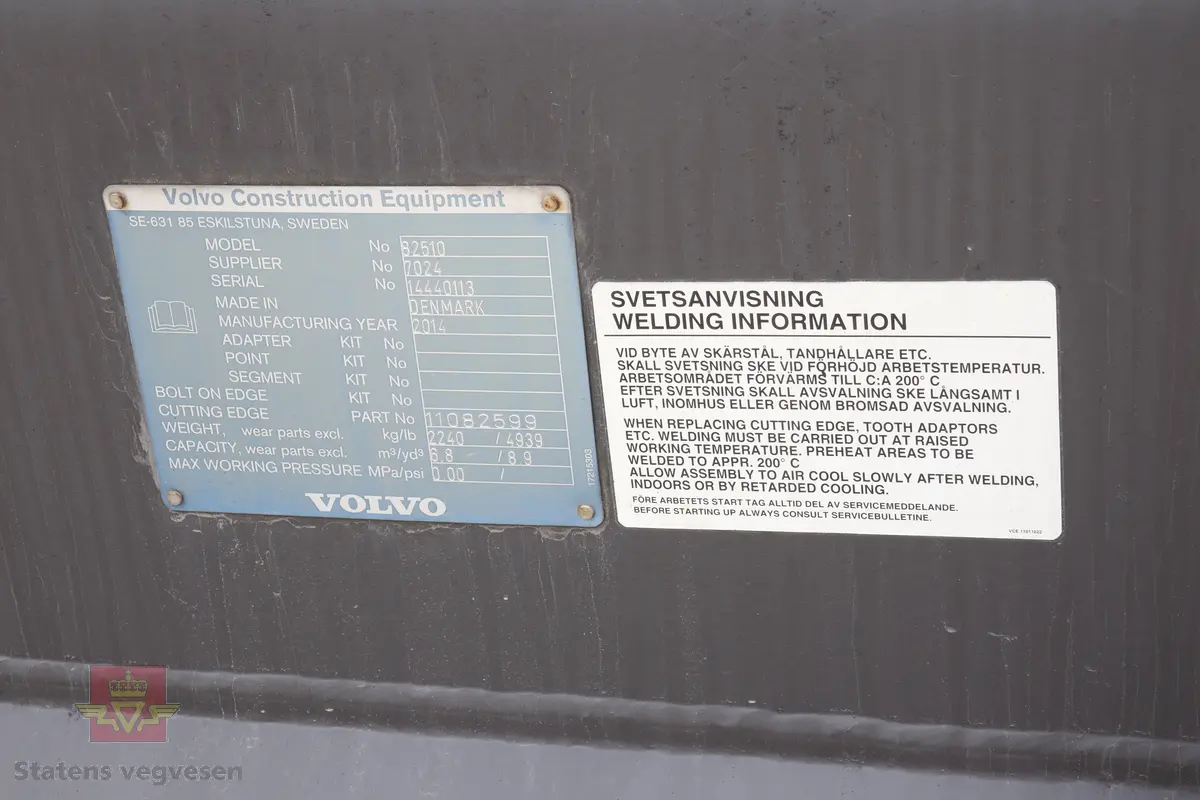 Volvo Construction Equipment
SE-631 85 ESKILSTUNA, SWEDEN
MODEL No 82510
SUPPLIER No 7024
SERIAL No 14440113
MADE IN DENMARK
MANUFACTURING YEAR 2014
ADAPTER KIT No
POINT KIT No
SEGMENT KIT No
BOLT ON EDGE KIT No
CUTTING EDGE PART No 11082599
WEIGHT, wear parts excl. kg/lb 2240 / 4939
CAPACITY, wear parts excl. m³/yd³ 6.8 / 8.9
MAX WORKING PRESSURE MPa/psi 0.00 /
17215303
VOLVO
SVETSANVISNING
WELDING INFORMATION
VID BYTE AV SKÄRSTÅL, TANDHÅLLARE ETC.
SKALL SVETSNING SKE VID FÖRHÖJD ARBETSTEMPERATUR.
ARBETSOMRÅDET FÖRVÄRMS TILL C:A 200° C
EFTER SVETSNING SKALL AVSVALNING SKE LÅNGSAMT I
LUFT, INOMHUS ELLER GENOM BROMSAD AVSVALNING.
WHEN REPLACING CUTTING EDGE, TOOTH ADAPTORS
ETC. WELDING MUST BE CARRIED OUT AT RAISED
WORKING TEMPERATURE. PREHEAT AREAS TO BE
WELDED TO APPR. 200° C
ALLOW ASSEMBLY TO AIR COOL SLOWLY AFTER WELDING,
INDOORS OR BY RETARDED COOLING.
FÖRE ARBETETS START TAG ALLTID DEL AV SERVICEMEDDELANDE.
BEFORE STARTING UP ALWAYS CONSULT SERVICEBULLETINE.
VCE
Statens vegvesen